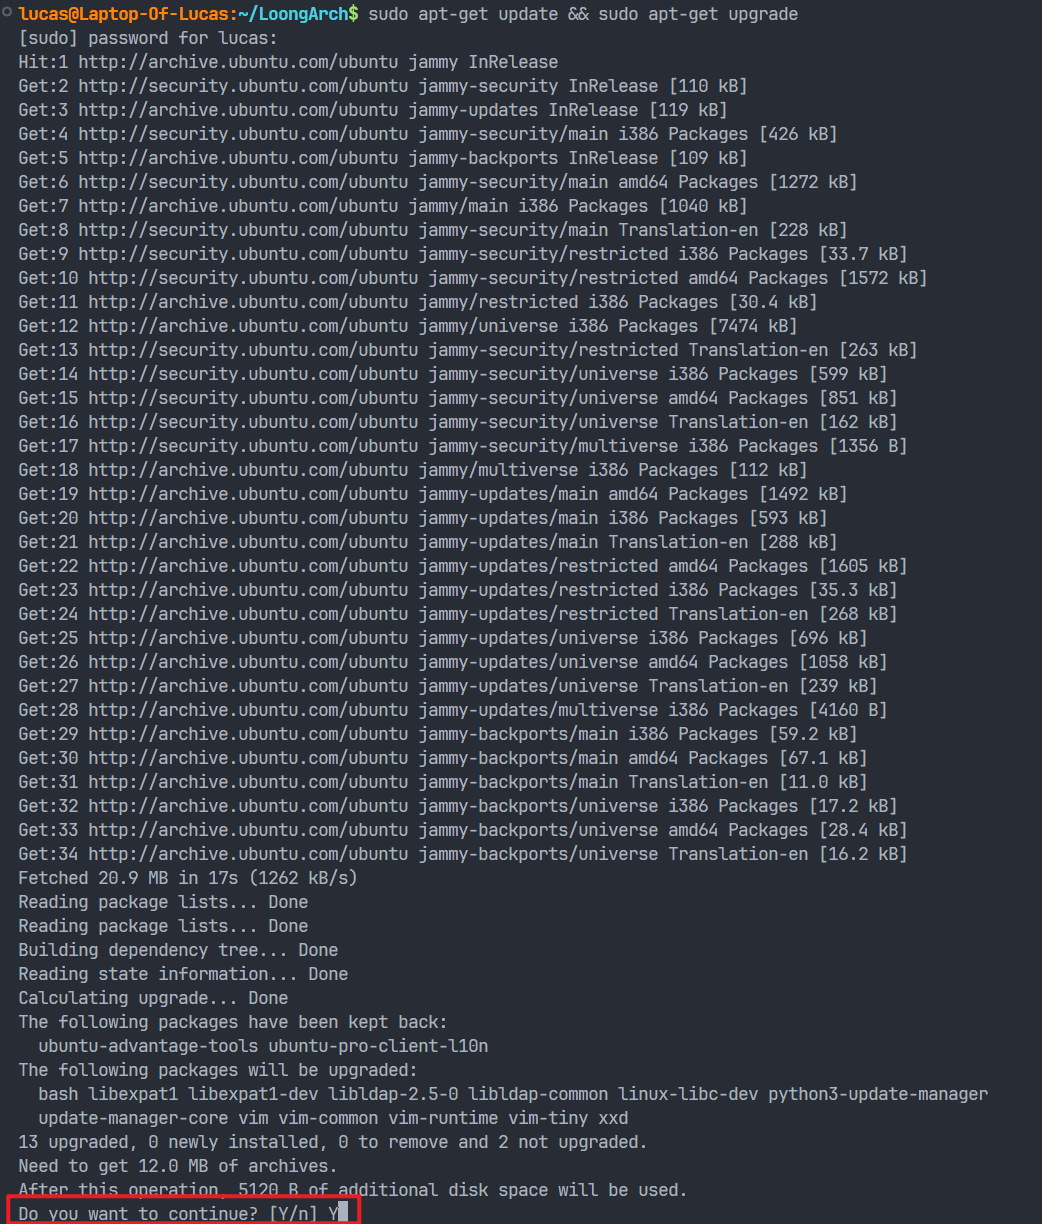 lucas@Laptop-Of-Lucas:~/LoongArch$ sudo apt-get update && sudo apt-get upgrade
[sudo] password for lucas:
Hit:1 http://archive.ubuntu.com/ubuntu jammy InRelease
Get:2 http://security.ubuntu.com/ubuntu jammy-security InRelease [110 kB]
Get:3 http://archive.ubuntu.com/ubuntu jammy-updates InRelease [119 kB]
Get:4 http://security.ubuntu.com/ubuntu jammy-security/main i386 Packages [426 kB]
Get:5 http://archive.ubuntu.com/ubuntu jammy-backports InRelease [109 kB]
Get:6 http://security.ubuntu.com/ubuntu jammy-security/main amd64 Packages [1272 kB]
Get:7 http://archive.ubuntu.com/ubuntu jammy/main i386 Packages [1040 kB]
Get:8 http://security.ubuntu.com/ubuntu jammy-security/main Translation-en [228 kB]
Get:9 http://security.ubuntu.com/ubuntu jammy-security/restricted i386 Packages [33.7 kB]
Get:10 http://security.ubuntu.com/ubuntu jammy-security/restricted amd64 Packages [1572 kB]
Get:11 http://archive.ubuntu.com/ubuntu jammy/restricted i386 Packages [30.4 kB]
Get:12 http://archive.ubuntu.com/ubuntu jammy/universe i386 Packages [7474 kB]
Get:13 http://security.ubuntu.com/ubuntu jammy-security/restricted Translation-en [263 kB]
Get:14 http://security.ubuntu.com/ubuntu jammy-security/universe i386 Packages [599 kB]
Get:15 http://security.ubuntu.com/ubuntu jammy-security/universe amd64 Packages [851 kB]
Get:16 http://security.ubuntu.com/ubuntu jammy-security/universe Translation-en [162 kB]
Get:17 http://security.ubuntu.com/ubuntu jammy-security/multiverse i386 Packages [1356 B]
Get:18 http://archive.ubuntu.com/ubuntu jammy/multiverse i386 Packages [112 kB]
Get:19 http://archive.ubuntu.com/ubuntu jammy-updates/main amd64 Packages [1492 kB]
Get:20 http://archive.ubuntu.com/ubuntu jammy-updates/main i386 Packages [593 kB]
Get:21 http://archive.ubuntu.com/ubuntu jammy-updates/main Translation-en [288 kB]
Get:22 http://archive.ubuntu.com/ubuntu jammy-updates/restricted amd64 Packages [1605 kB]
Get:23 http://archive.ubuntu.com/ubuntu jammy-updates/restricted i386 Packages [35.3 kB]
Get:24 http://archive.ubuntu.com/ubuntu jammy-updates/restricted Translation-en [268 kB]
Get:25 http://archive.ubuntu.com/ubuntu jammy-updates/universe i386 Packages [696 kB]
Get:26 http://archive.ubuntu.com/ubuntu jammy-updates/universe amd64 Packages [1058 kB]
Get:27 http://archive.ubuntu.com/ubuntu jammy-updates/universe Translation-en [239 kB]
Get:28 http://archive.ubuntu.com/ubuntu jammy-updates/multiverse i386 Packages [4160 B]
Get:29 http://archive.ubuntu.com/ubuntu jammy-backports/main i386 Packages [59.2 kB]
Get:30 http://archive.ubuntu.com/ubuntu jammy-backports/main amd64 Packages [67.1 kB]
Get:31 http://archive.ubuntu.com/ubuntu jammy-backports/main Translation-en [11.0 kB]
Get:32 http://archive.ubuntu.com/ubuntu jammy-backports/universe i386 Packages [17.2 kB]
Get:33 http://archive.ubuntu.com/ubuntu jammy-backports/universe amd64 Packages [28.4 kB]
Get:34 http://archive.ubuntu.com/ubuntu jammy-backports/universe Translation-en [16.2 kB]
Fetched 20.9 MB in 17s (1262 kB/s)
Reading package lists... Done
Reading package lists... Done
Building dependency tree... Done
Reading state information... Done
Calculating upgrade... Done
The following packages have been kept back:
  ubuntu-advantage-tools ubuntu-pro-client-l10n
The following packages will be upgraded:
  bash libexpat1 libexpat1-dev libldap-2.5-0 libldap-common linux-libc-dev python3-update-manager
  update-manager-core vim vim-common vim-runtime vim-tiny xxd
13 upgraded, 0 newly installed, 0 to remove and 2 not upgraded.
Need to get 12.0 MB of archives.
After this operation, 5120 B of additional disk space will be used.
Do you want to continue? [Y/n] Y